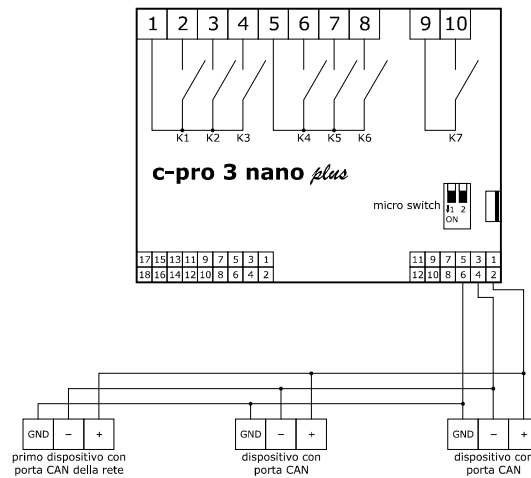 1 2 3 4 5 6 7 8 9 10
K1 K2 K3 K4 K5 K6 K7
c-pro 3 nano plus
micro switch
1 2
ON
17 15 13 11 9 7 5 3 1
18 16 14 12 10 8 6 4 2
11 9 7 5 3 1
12 10 8 6 4 2
GND − +
primo dispositivo con
porta CAN della rete
GND − +
dispositivo con
porta CAN
GND − +
dispositivo con
porta CAN